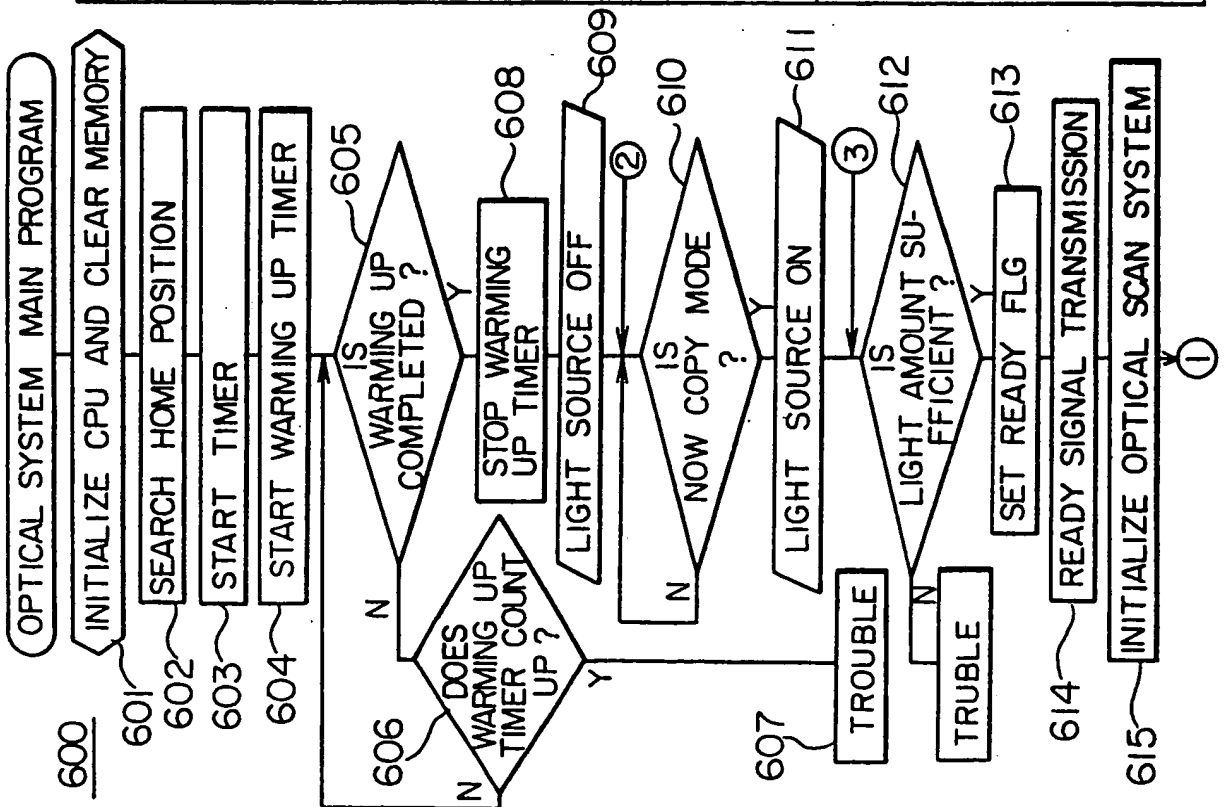 600
OPTICAL SYSTEM MAIN PROGRAM
601
INITIALIZE CPU AND CLEAR MEMORY
602
SEARCH HOME POSITION
603
START TIMER
604
START WARMING UP TIMER
605
IS
WARMING UP
COMPLETED ?
N
Y
606
DOES
WARMING UP
TIMER COUNT
UP ?
N
Y
607
TROUBLE
608
STOP WARMING
UP TIMER
609
LIGHT SOURCE OFF
2
610
IS
NOW COPY MODE
?
N
Y
611
LIGHT SOURCE ON
3
612
IS
LIGHT AMOUNT SU-
FFICIENT ?
N
Y
TRUBLE
613
SET READY FLG
614
READY SIGNAL TRANSMISSION
615
INITIALIZE OPTICAL SCAN SYSTEM
1